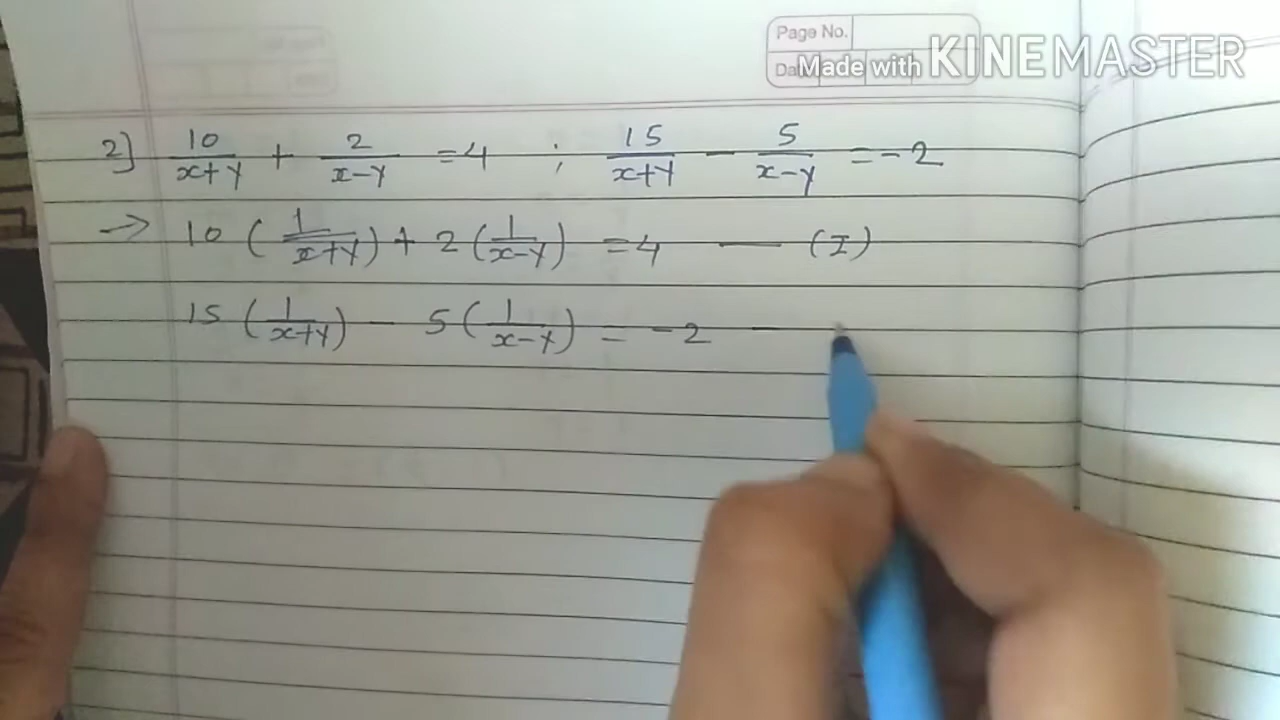 Page No.
Date
Made with KINEMASTER
2] 10/(x+y) + 2/(x-y) = 4 ; 15/(x+y) - 5/(x-y) = -2
→ 10 (1/(x+y)) + 2 (1/(x-y)) = 4 — (I)
15 (1/(x+y)) - 5 (1/(x-y)) = -2 —